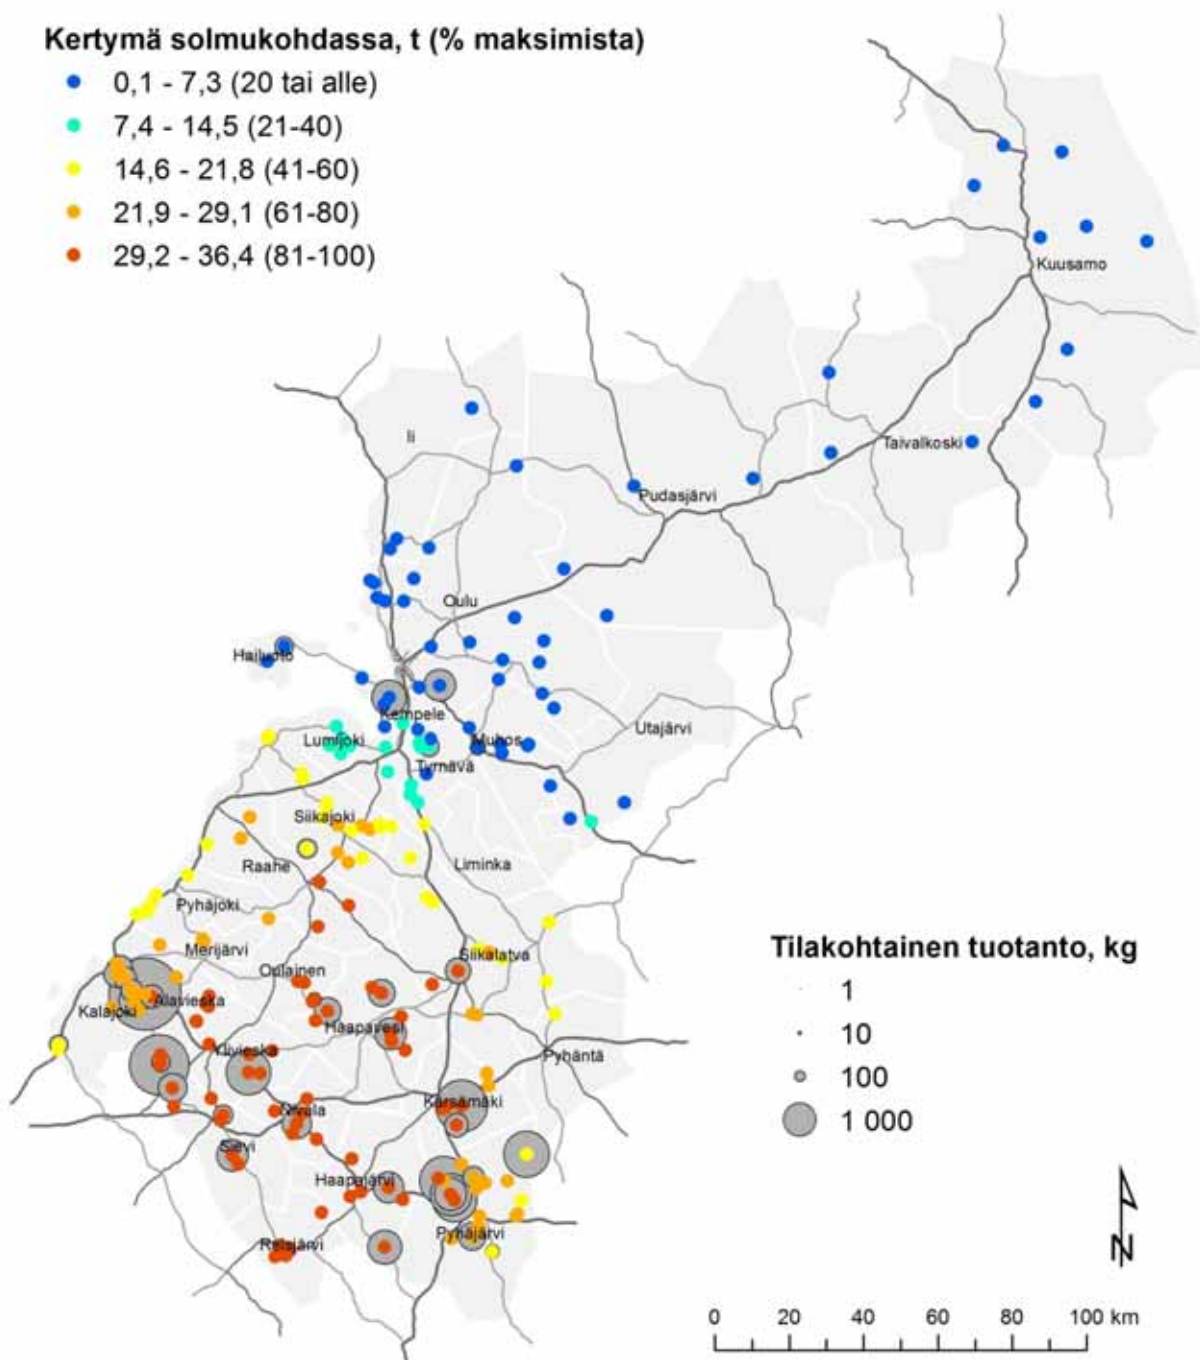 Kertymä solmukohdassa, t (% maksimista)
0,1 - 7,3 (20 tai alle)
7,4 - 14,5 (21-40)
14,6 - 21,8 (41-60)
21,9 - 29,1 (61-80)
29,2 - 36,4 (81-100)
Kuusamo
Ii
Taivalkoski
Pudasjärvi
Oulu
Hailuoto
Kempele
Utajärvi
Lumijoki
Muhos
Tyrnävä
Siikajoki
Raahe
Liminka
Pyhäjoki
Merijärvi
Siikalatva
Oulainen
Kalajoki
Alavieska
Haapavesi
Ylivieska
Pyhäntä
Kärsämäki
Nivala
Sievi
Haapajärvi
Pyhäjärvi
Reisjärvi
Tilakohtainen tuotanto, kg
1
10
100
1 000
N
0 20 40 60 80 100 km